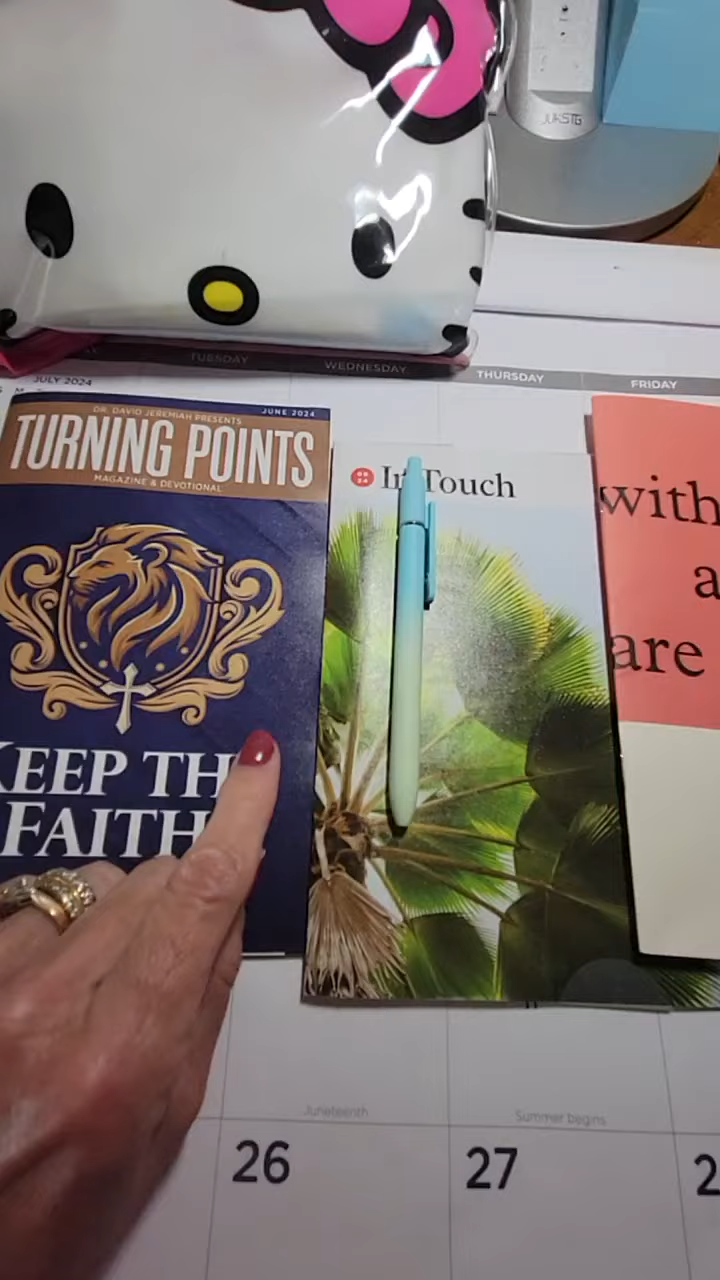 JUKSTG
TUESDAY
WEDNESDAY
THURSDAY
FRIDAY
JULY 2024
DR. DAVID JEREMIAH PRESENTS
JUNE 2024
TURNING POINTS
MAGAZINE & DEVOTIONAL
KEEP TH
FAITH
In Touch
with
a
are
Juneteenth
Summer begins
26
27
2